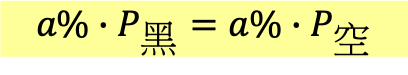 a% · P黑 = a% · P空